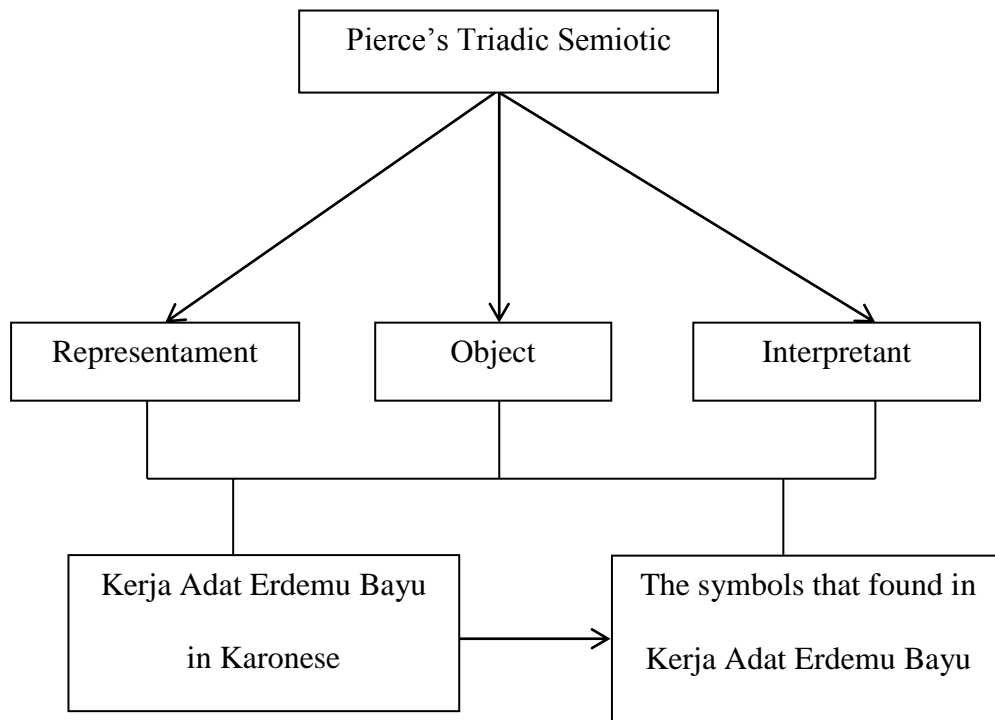 Pierce’s Triadic Semiotic
Representament
Object
Interpretant
Kerja Adat Erdemu Bayu
in Karonese
The symbols that found in
Kerja Adat Erdemu Bayu